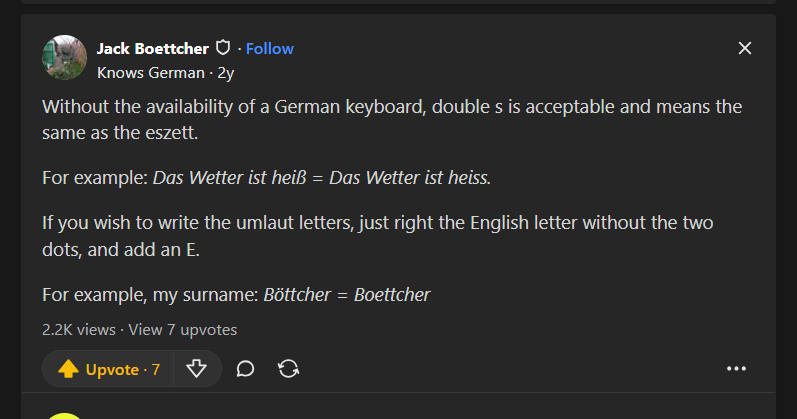 Jack Boettcher · Follow
Knows German · 2y
Without the availability of a German keyboard, double s is acceptable and means the
same as the eszett.
For example: Das Wetter ist heiß = Das Wetter ist heiss.
If you wish to write the umlaut letters, just right the English letter without the two
dots, and add an E.
For example, my surname: Böttcher = Boettcher
2.2K views · View 7 upvotes
Upvote · 7